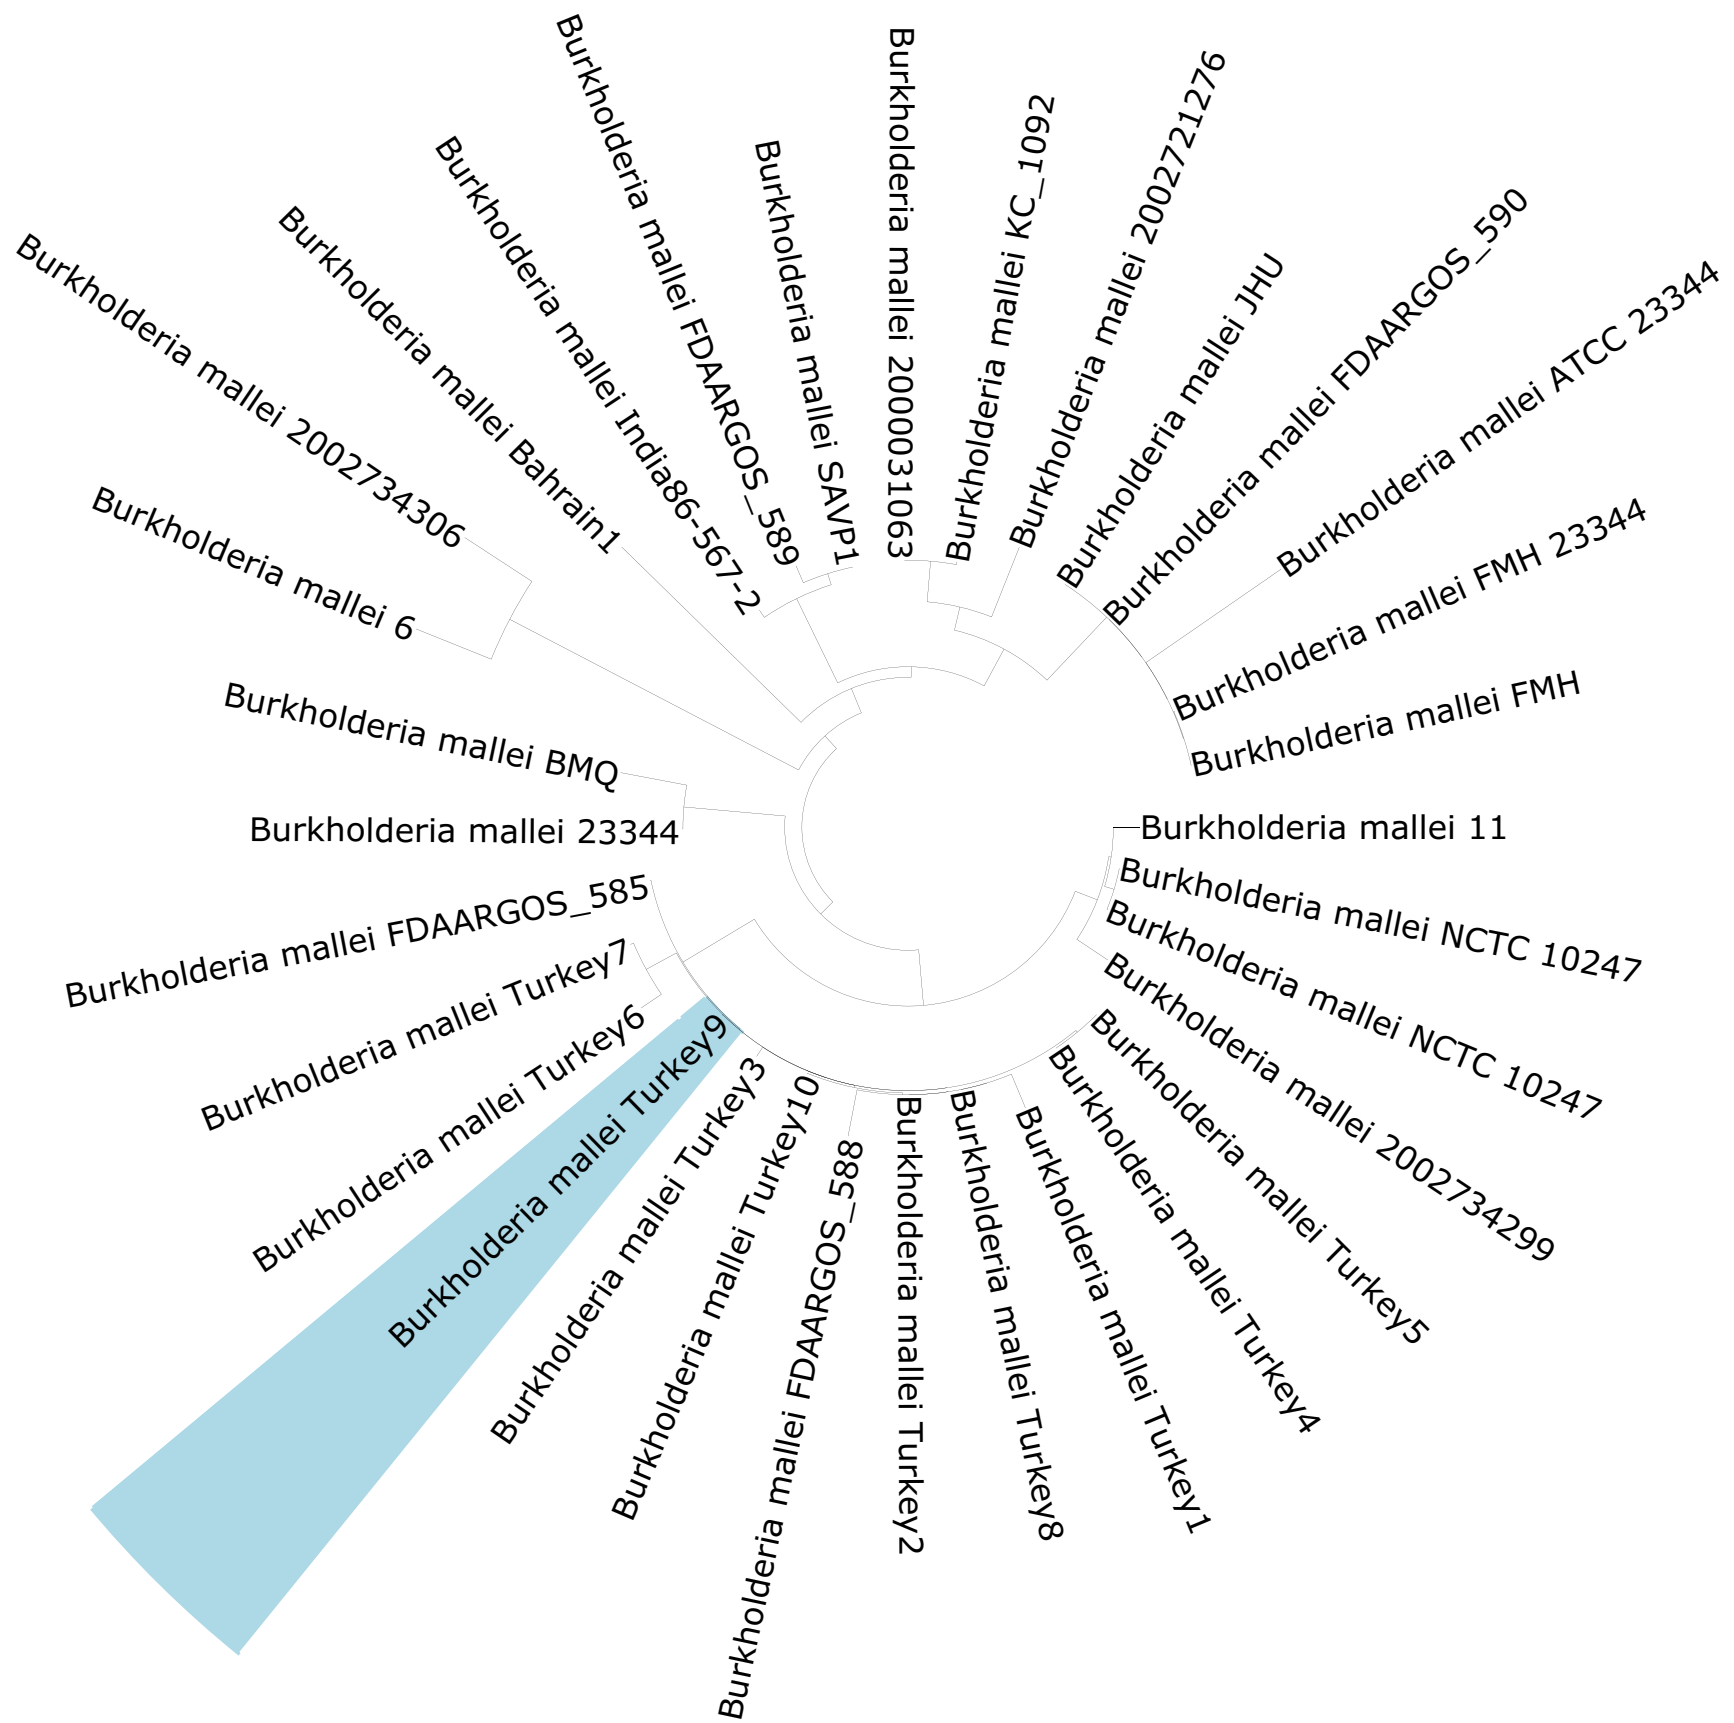 Burkholderia mallei 2000031063
Burkholderia mallei KC_1092
Burkholderia mallei 2002721276
Burkholderia mallei JHU
Burkholderia mallei FDAARGOS_590
Burkholderia mallei ATCC 23344
Burkholderia mallei FMH 23344
Burkholderia mallei FMH
Burkholderia mallei 11
Burkholderia mallei NCTC 10247
Burkholderia mallei NCTC 10247
Burkholderia mallei 2002734299
Burkholderia mallei Turkey5
Burkholderia mallei Turkey4
Burkholderia mallei Turkey1
Burkholderia mallei Turkey8
Burkholderia mallei Turkey2
Burkholderia mallei FDAARGOS_588
Burkholderia mallei Turkey10
Burkholderia mallei Turkey3
Burkholderia mallei Turkey9
Burkholderia mallei Turkey6
Burkholderia mallei Turkey7
Burkholderia mallei FDAARGOS_585
Burkholderia mallei 23344
Burkholderia mallei BMQ
Burkholderia mallei 6
Burkholderia mallei 2002734306
Burkholderia mallei Bahrain1
Burkholderia mallei India86-567-2
Burkholderia mallei FDAARGOS_589
Burkholderia mallei SAVP1